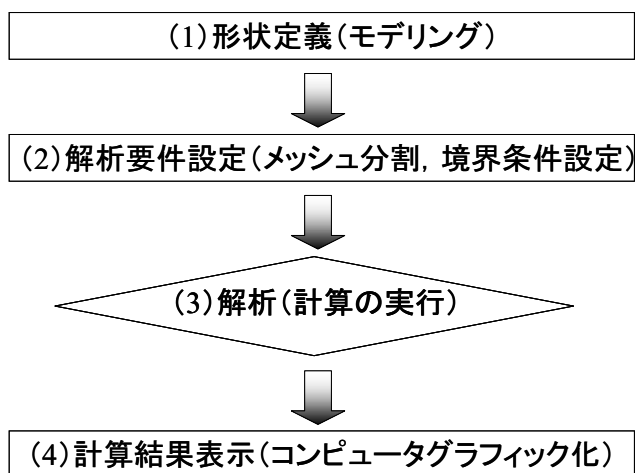 (1)形状定義(モデリング)
(2)解析要件設定(メッシュ分割，境界条件設定)
(3)解析(計算の実行)
(4)計算結果表示(コンピュータグラフィック化)